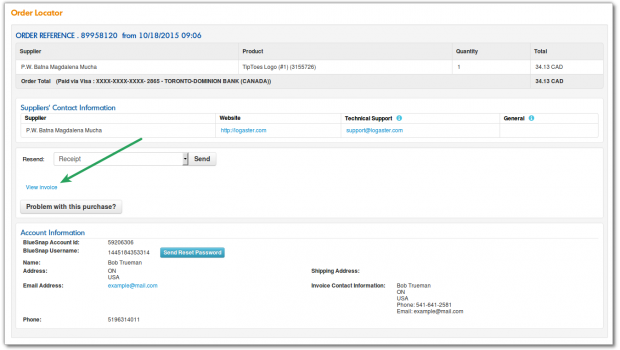 Order Locator
ORDER REFERENCE . 89958120 from 10/18/2015 09:06
Supplier Product Quantity Total
P.W. Batna Magdalena Mucha TipToes Logo (#1) (3155726) 1 34.13 CAD
Order Total (Paid via Visa : XXXX-XXXX-XXXX- 2865 - TORONTO-DOMINION BANK (CANADA)) 34.13 CAD
Suppliers' Contact Information
Supplier Website Technical Support General
P.W. Batna Magdalena Mucha http://logaster.com support@logaster.com
Resend: Receipt Send
View invoice
Problem with this purchase?
Account Information
BlueSnap Account Id: 59206306
BlueSnap Username: 1445184353314 Send Reset Password
Name: Bob Trueman
Address: ON Shipping Address:
USA
Email Address: example@mail.com Invoice Contact Information: Bob Trueman
ON
USA
Phone: 541-641-2581
Email: example@mail.com
Phone: 5196314011